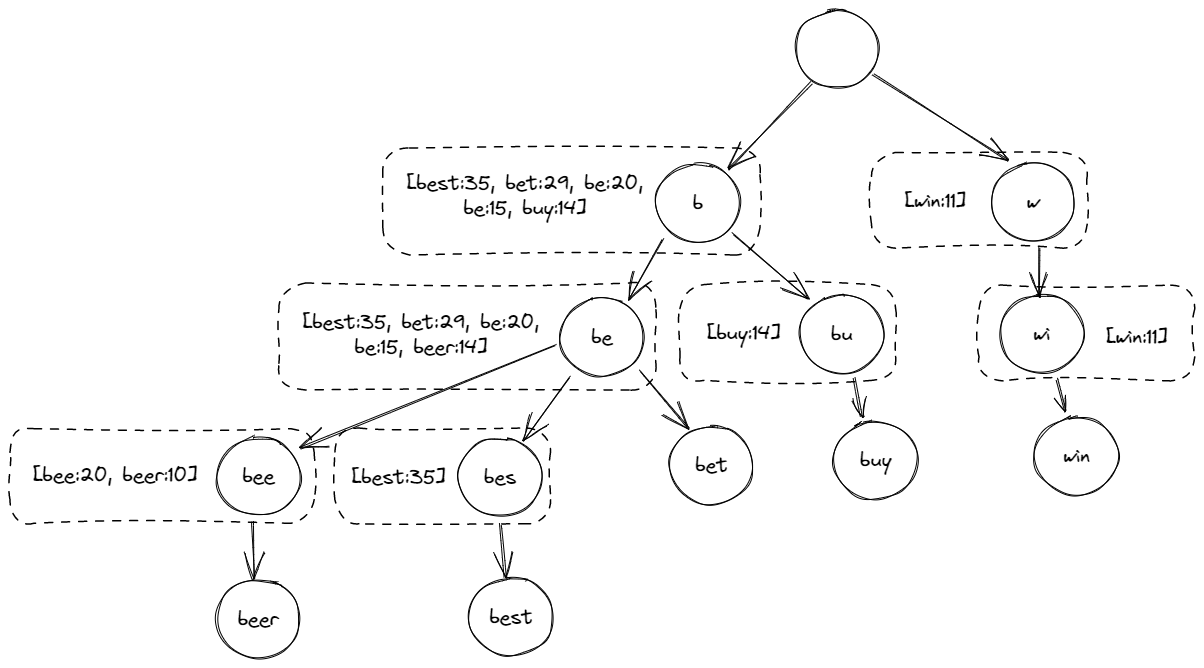 [best:35, bet:29, be:20,
be:15, buy:14]
b
[win:11]
w
[best:35, bet:29, be:20,
be:15, beer:14]
be
[buy:14]
bu
wi
[win:11]
[bee:20, beer:10]
bee
[best:35]
bes
bet
buy
win
beer
best